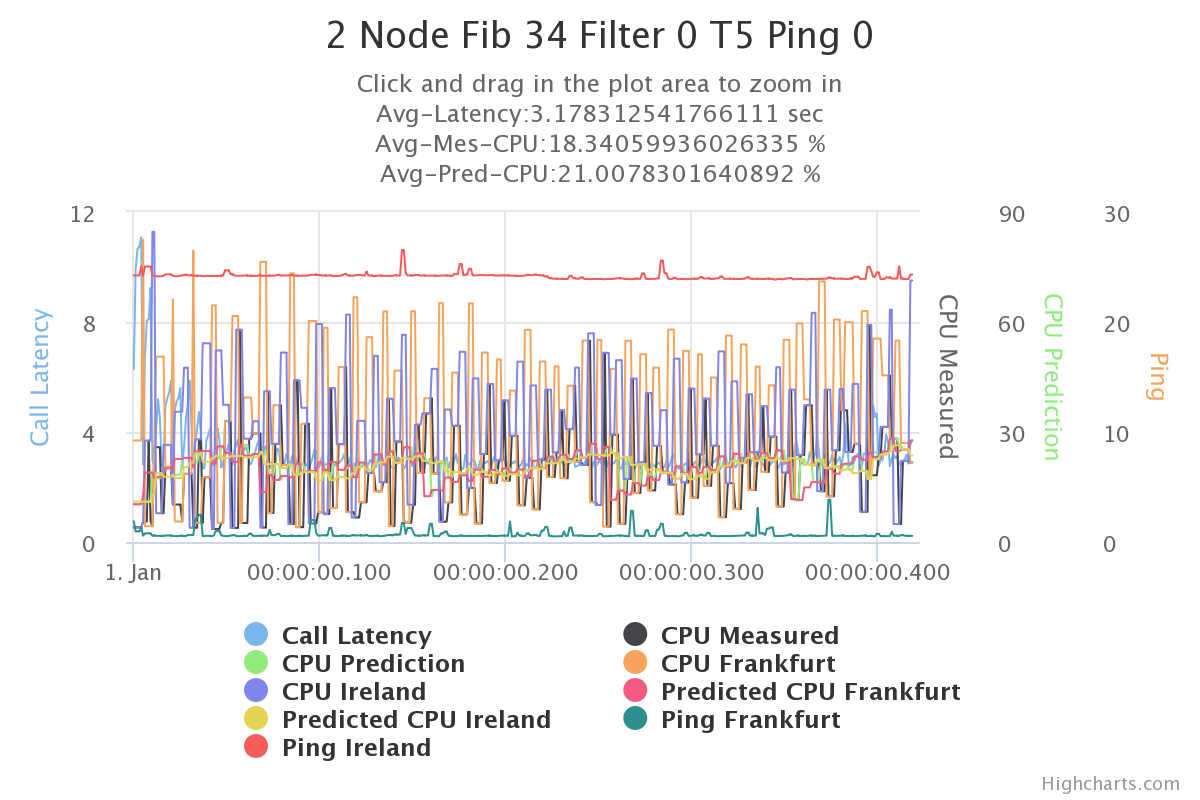 2 Node Fib 34 Filter 0 T5 Ping 0
Click and drag in the plot area to zoom in
Avg-Latency:3.178312541766111 sec
Avg-Mes-CPU:18.34059936026335 %
Avg-Pred-CPU:21.0078301640892 %
12
8
4
0
Call Latency
90
60
30
0
CPU Measured
CPU Prediction
30
20
10
0
Ping
1. Jan
00:00:00.100
00:00:00.200
00:00:00.300
00:00:00.400
Call Latency
CPU Measured
CPU Prediction
CPU Frankfurt
CPU Ireland
Predicted CPU Frankfurt
Predicted CPU Ireland
Ping Frankfurt
Ping Ireland
Highcharts.com